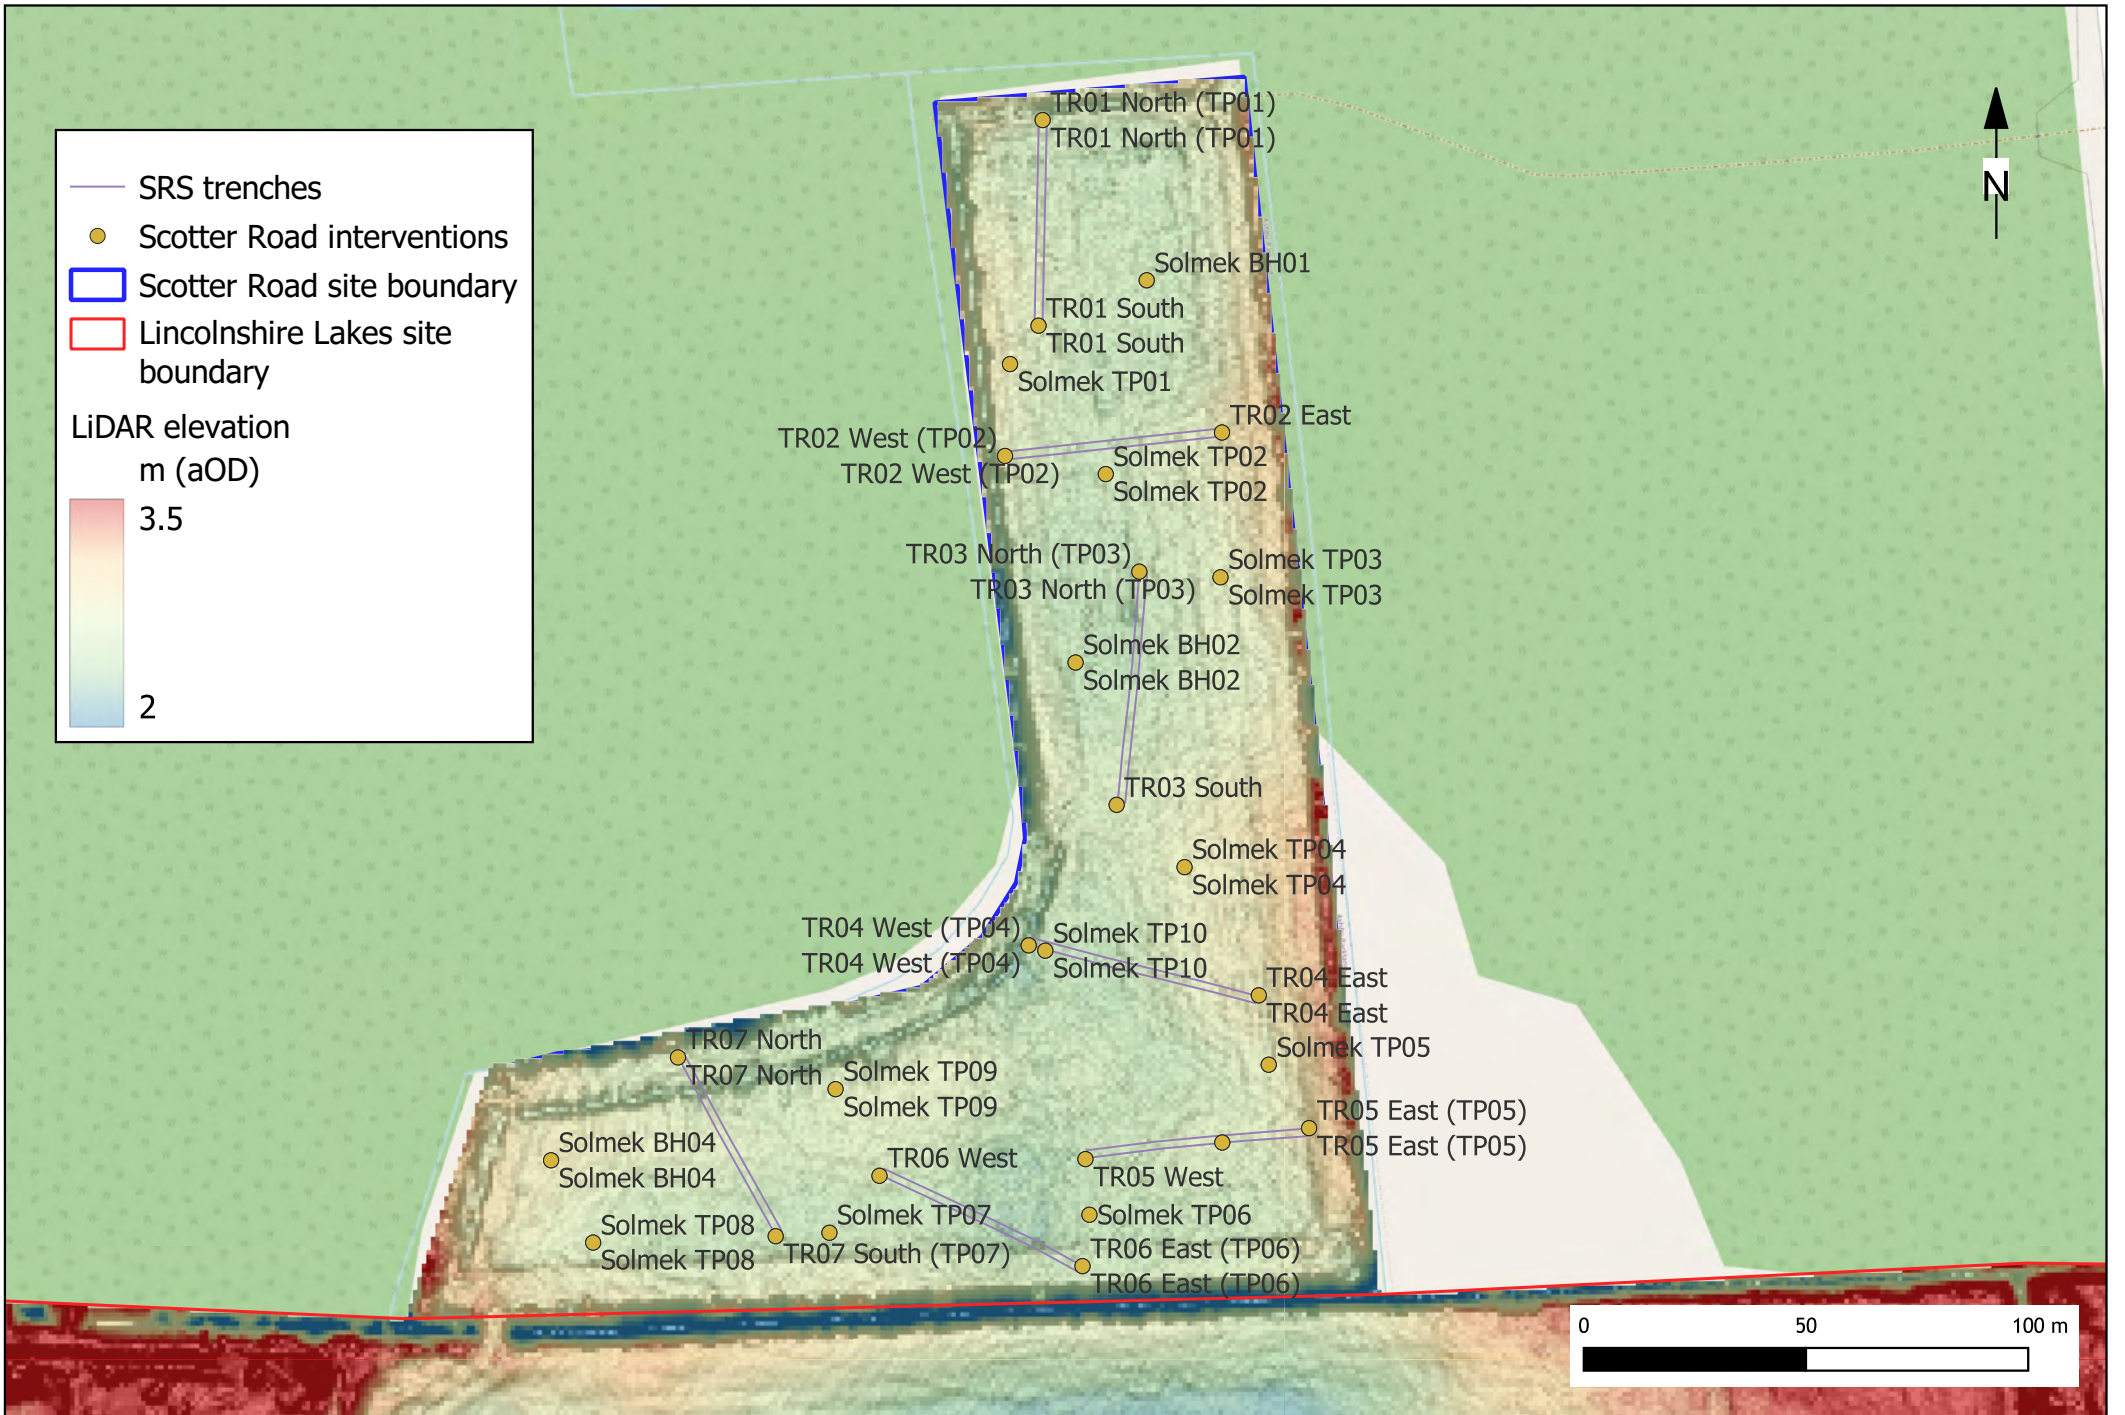 TR01 North (TP01)
TR01 North (TP01)
SRS trenches
Scotter Road interventions
Scotter Road site boundary
Lincolnshire Lakes site
boundary
LiDAR elevation
m (aOD)
3.5
2
N
Solmek BH01
TR01 South
TR01 South
Solmek TP01
TR02 East
TR02 West (TP02)
Solmek TP02
TR02 West (TP02)
Solmek TP02
TR03 North (TP03)
Solmek TP03
TR03 North (TP03)
Solmek TP03
Solmek BH02
Solmek BH02
TR03 South
Solmek TP04
Solmek TP04
TR04 West (TP04)
Solmek TP10
TR04 West (TP04)
Solmek TP10
TR04 East
TR04 East
TR07 North
Solmek TP05
TR07 North
Solmek TP09
Solmek TP09
TR05 East (TP05)
TR05 East (TP05)
Solmek BH04
Solmek BH04
TR06 West
TR05 West
Solmek TP07
Solmek TP06
Solmek TP08
Solmek TP08
TR07 South (TP07)
TR06 East (TP06)
TR06 East (TP06)
0 50 100 m